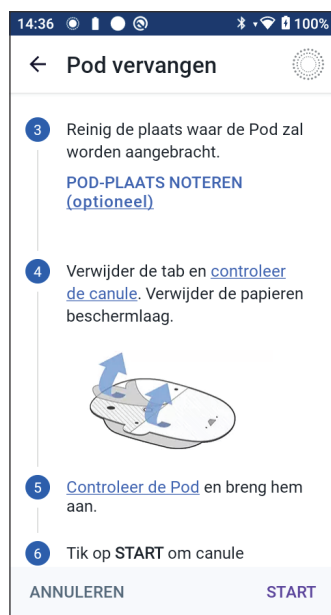 14:36 100%
Pod vervangen
3 Reinig de plaats waar de Pod zal
worden aangebracht.
POD-PLAATS NOTEREN
(optioneel)
4 Verwijder de tab en controleer
de canule. Verwijder de papieren
beschermlaag.
5 Controleer de Pod en breng hem
aan.
6 Tik op START om canule
ANNULEREN START